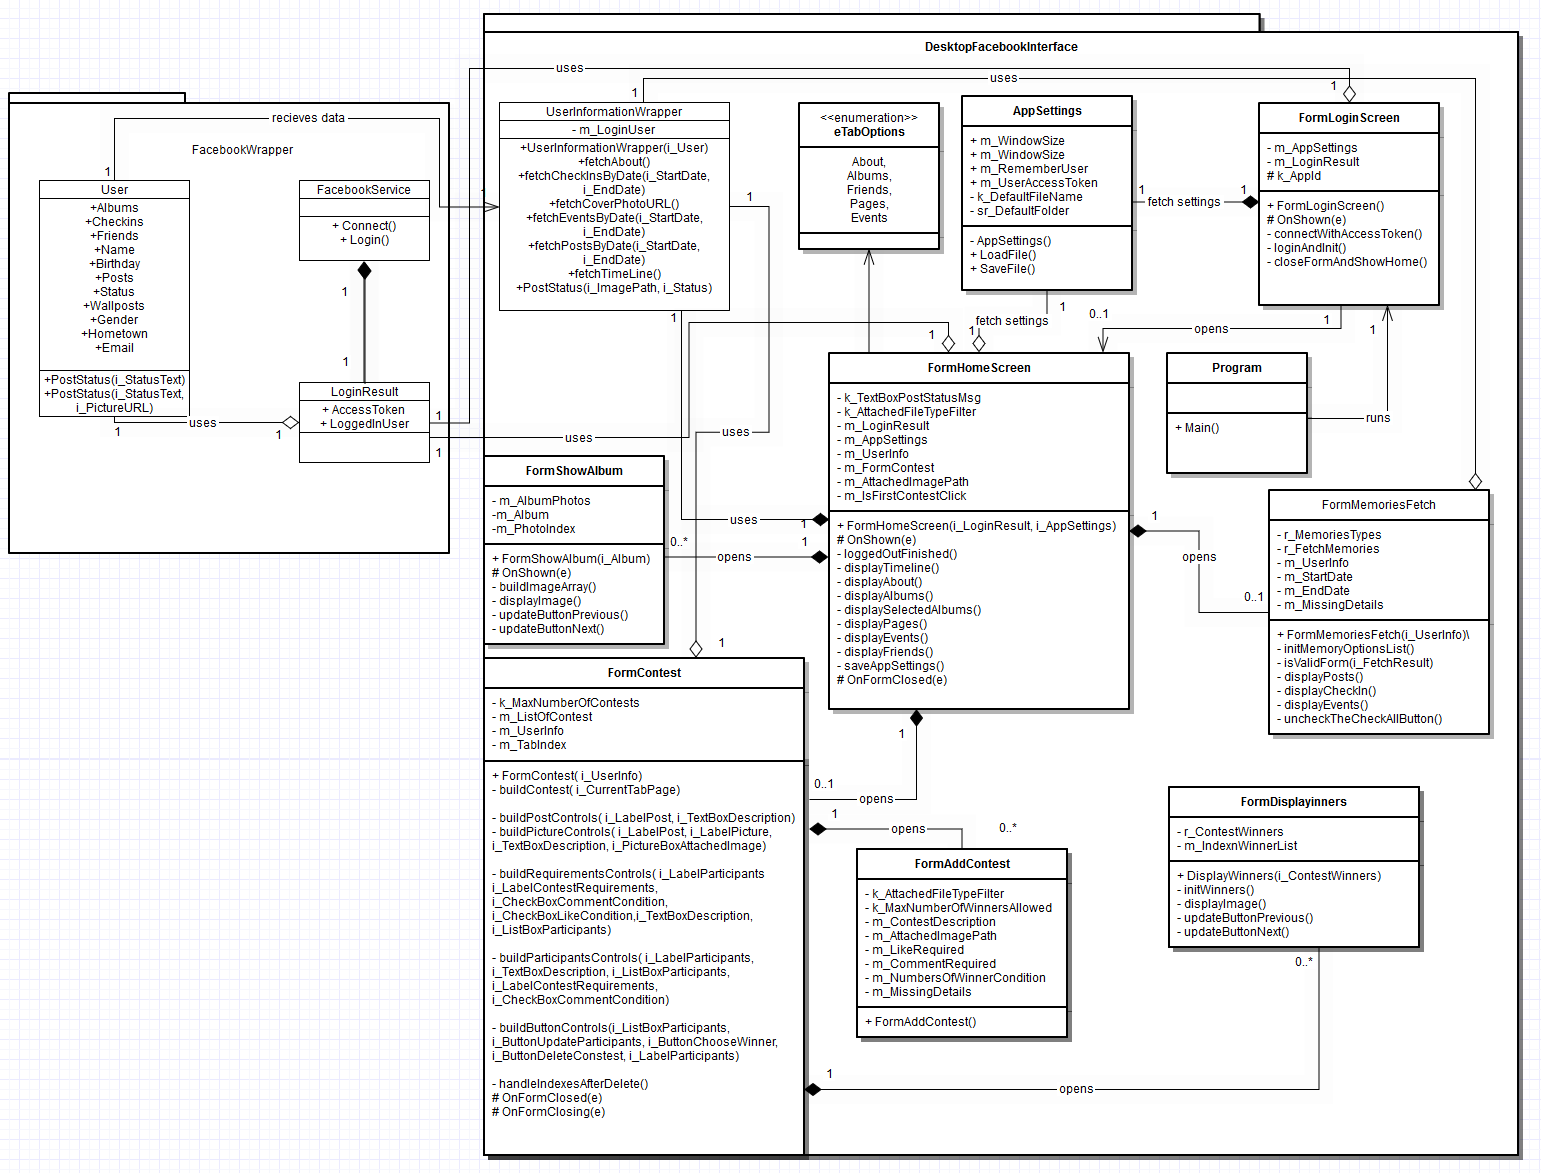 DesktopFacebookInterface
uses
uses
1
1
recieves data
FacebookWrapper
1
User
+Albums
+Checkins
+Friends
+Name
+Birthday
+Posts
+Status
+Wallposts
+Gender
+Hometown
+Email
+PostStatus(i_StatusText)
+PostStatus(i_StatusText,
i_PictureURL)
FacebookService
+ Connect()
+ Login()
1
1
LoginResult
+ AccessToken
+ LoggedInUser
1
1
uses
1
1
UserInformationWrapper
- m_LoginUser
+UserInformationWrapper(i_User)
+fetchAbout()
+fetchCheckInsByDate(i_StartDate,
i_EndDate)
+fetchCoverPhotoURL()
+fetchEventsByDate(i_StartDate,
i_EndDate)
+fetchPostsByDate(i_StartDate,
i_EndDate)
+fetchTimeLine()
+PostStatus(i_ImagePath, i_Status)
1
1
1
<<enumeration>>
eTabOptions
About,
Albums,
Friends,
Pages,
Events
AppSettings
+ m_WindowSize
+ m_WindowSize
+ m_RememberUser
+ m_UserAccessToken
- k_DefaultFileName
- sr_DefaultFolder
- AppSettings()
+ LoadFile()
+ SaveFile()
1
fetch settings
1
FormLoginScreen
- m_AppSettings
- m_LoginResult
# k_AppId
+ FormLoginScreen()
# OnShown(e)
- connectWithAccessToken()
- loginAndInit()
- closeFormAndShowHome()
1
fetch settings
1
1
0..1
opens
1
1
uses
uses
FormHomeScreen
- k_TextBoxPostStatusMsg
- k_AttachedFileTypeFilter
- m_LoginResult
- m_AppSettings
- m_UserInfo
- m_FormContest
- m_AttachedImagePath
- m_IsFirstContestClick
+ FormHomeScreen(i_LoginResult, i_AppSettings)
# OnShown(e)
- loggedOutFinished()
- displayTimeline()
- displayAbout()
- displayAlbums()
- displaySelectedAlbums()
- displayPages()
- displayEvents()
- displayFriends()
- saveAppSettings()
# OnFormClosed(e)
Program
+ Main()
runs
FormShowAlbum
- m_AlbumPhotos
-m_Album
-m_PhotoIndex
+ FormShowAlbum(i_Album)
# OnShown(e)
- buildImageArray()
- displayImage()
- updateButtonPrevious()
- updateButtonNext()
uses
1
0..*
opens
1
1
opens
0..1
FormMemoriesFetch
- r_MemoriesTypes
- r_FetchMemories
- m_UserInfo
- m_StartDate
- m_EndDate
- m_MissingDetails
+ FormMemoriesFetch(i_UserInfo)\
- initMemoryOptionsList()
- isValidForm(i_FetchResult)
- displayPosts()
- displayCheckIn()
- displayEvents()
- uncheckTheCheckAllButton()
1
FormContest
- k_MaxNumberOfContests
- m_ListOfContest
- m_UserInfo
- m_TabIndex
+ FormContest( i_UserInfo)
- buildContest( i_CurrentTabPage)
- buildPostControls( i_LabelPost, i_TextBoxDescription)
- buildPictureControls( i_LabelPost, i_LabelPicture,
i_TextBoxDescription, i_PictureBoxAttachedImage)
- buildRequirementsControls( i_LabelParticipants
i_LabelContestRequirements,
i_CheckBoxCommentCondition,
i_CheckBoxLikeCondition,i_TextBoxDescription,
i_ListBoxParticipants)
- buildParticipantsControls( i_LabelParticipants,
i_TextBoxDescription, i_ListBoxParticipants,
i_LabelContestRequirements,
i_CheckBoxCommentCondition)
- buildButtonControls(i_ListBoxParticipants,
i_ButtonUpdateParticipants, i_ButtonChooseWinner,
i_ButtonDeleteConstest, i_LabelParticipants)
- handleIndexesAfterDelete()
# OnFormClosed(e)
# OnFormClosing(e)
1
0..1
opens
1
opens
0..*
FormAddContest
- k_AttachedFileTypeFilter
- k_MaxNumberOfWinnersAllowed
- m_ContestDescription
- m_AttachedImagePath
- m_LikeRequired
- m_CommentRequired
- m_NumbersOfWinnerCondition
- m_MissingDetails
+ FormAddContest()
FormDisplayinners
- r_ContestWinners
- m_IndexnWinnerList
+ DisplayWinners(i_ContestWinners)
- initWinners()
- displayImage()
- updateButtonPrevious()
- updateButtonNext()
0..*
1
opens